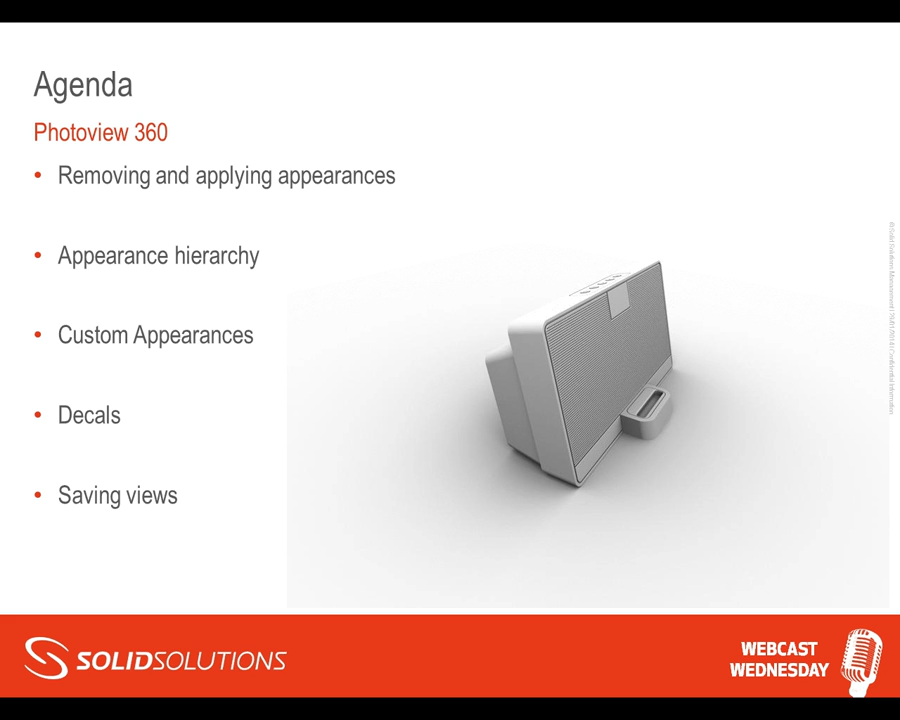 Agenda
Photoview 360
• Removing and applying appearances
• Appearance hierarchy
• Custom Appearances
• Decals
• Saving views
SOLIDSOLUTIONS
WEBCAST
WEDNESDAY